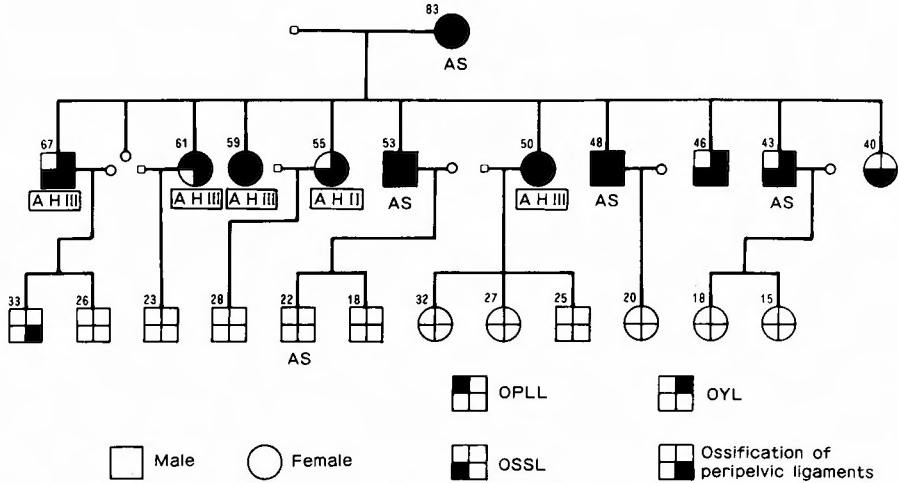 83
AS
67 61 59 55 53 50 48 46 43 40
A H III A H III A H III A H II AS A H III AS AS
33 26 23 28 22 18 32 27 25 20 18 15
AS
OPLL OYL
Male Female OSSL Ossification of
peripelvic ligaments